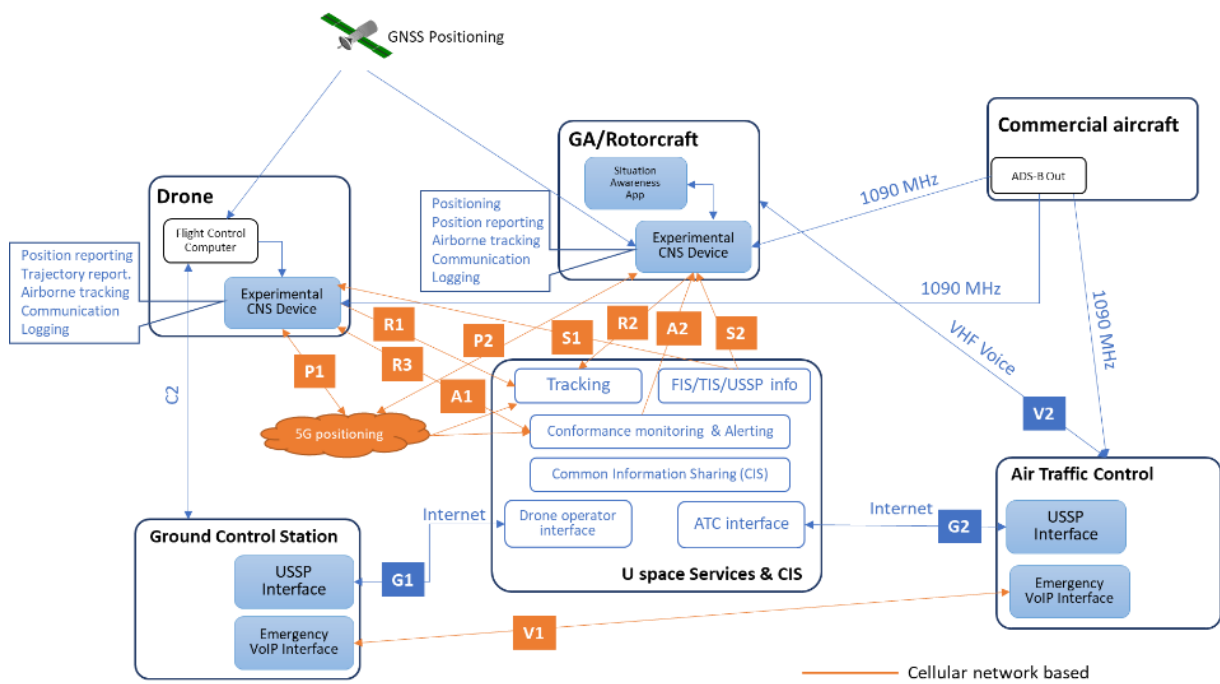 GNSS Positioning
GA/Rotorcraft
Situation
Awareness
App
Experimental
CNS Device
Commercial aircraft
ADS-B Out
1090 MHz
Positioning
Position reporting
Airborne tracking
Communication
Logging
Drone
Flight Control
Computer
Experimental
CNS Device
Position reporting
Trajectory report.
Airborne tracking
Communication
Logging
1090 MHz
1090 MHz
VHF Voice
R1
P2
S1
R2
A2
S2
P1
R3
A1
C2
V2
5G positioning
Tracking
FIS/TIS/USSP info
Conformance monitoring & Alerting
Common Information Sharing (CIS)
Drone operator
interface
ATC interface
U space Services & CIS
Internet
G1
Internet
G2
Ground Control Station
USSP
Interface
Emergency
VoIP Interface
Air Traffic Control
USSP
Interface
Emergency
VoIP Interface
V1
Cellular network based